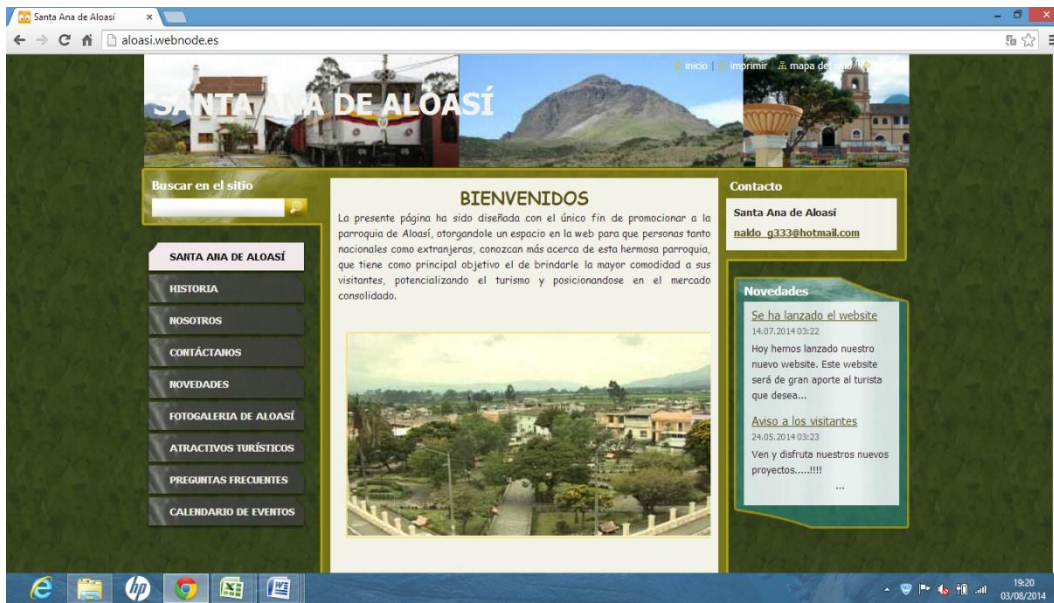 Santa Ana de Aloasí
aloasi.webnode.es
inicio | imprimir mapa del
SANTA ANA DE ALOASÍ
Buscar en el sitio
SANTA ANA DE ALOASÍ
HISTORIA
NOSOTROS
CONTÁCTANOS
NOVEDADES
FOTOGALERIA DE ALOASÍ
ATRACTIVOS TURÍSTICOS
PREGUNTAS FRECUENTES
CALENDARIO DE EVENTOS
BIENVENIDOS
La presente página ha sido diseñada con el único fin de promocionar a la
parroquia de Aloasí, otorgandole un espacio en la web para que personas tanto
nacionales como extranjeras, conozcan más acerca de esta hermosa parroquia,
que tiene como principal objetivo el de brindarle la mayor comodidad a sus
visitantes, potencializando el turismo y posicionandose en el mercado
consolidado.
Contacto
Santa Ana de Aloasí
naldo_g333@hotmail.com
Novedades
Se ha lanzado el website
14.07.2014 03:22
Hoy hemos lanzado nuestro
nuevo website. Este website
será de gran aporte al turista
que desea...
Aviso a los visitantes
24.05.2014 03:23
Ven y disfruta nuestros nuevos
proyectos.....!!!!
...
hp
19:20
03/08/2014